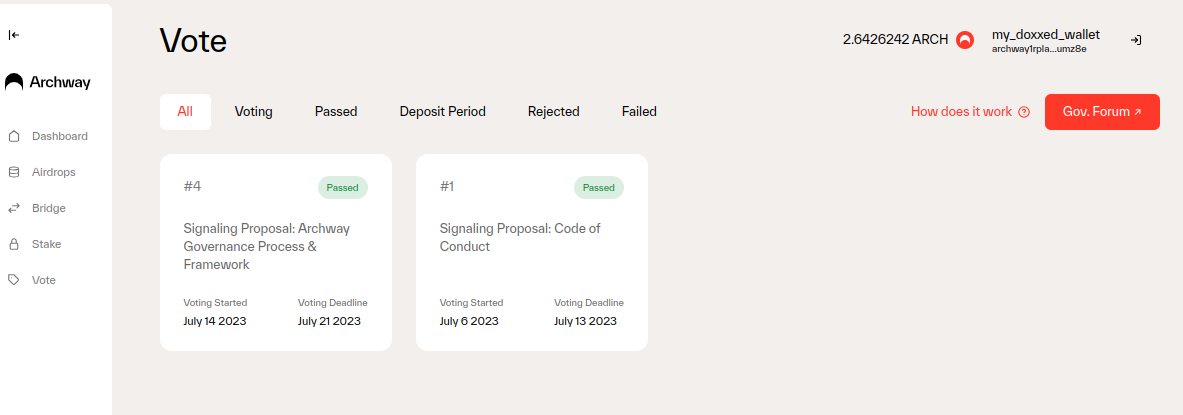 Vote
2.6426242 ARCH
my_doxxed_wallet
archway1rpla...umz8e
Archway
Dashboard
Airdrops
Bridge
Stake
Vote
All
Voting
Passed
Deposit Period
Rejected
Failed
How does it work
Gov. Forum
#4
Passed
Signaling Proposal: Archway
Governance Process &
Framework
Voting Started
Voting Deadline
July 14 2023
July 21 2023
#1
Passed
Signaling Proposal: Code of
Conduct
Voting Started
Voting Deadline
July 6 2023
July 13 2023